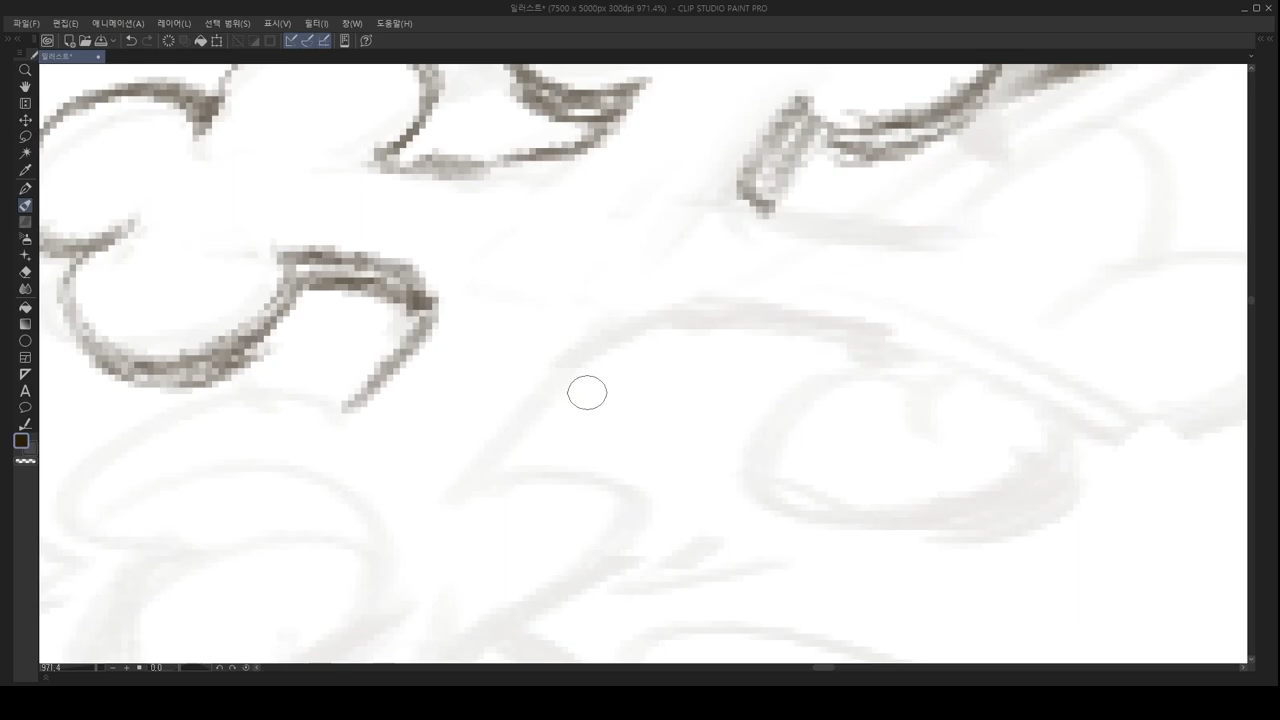 일러스트* (7500 x 5000px 300dpi 971.4%) - CLIP STUDIO PAINT PRO
파일(F) 편집(E) 애니메이션(A) 레이어(L) 선택 범위(S) 표시(V) 필터(I) 창(W) 도움말(H)
일러스트*
971.4 0.0